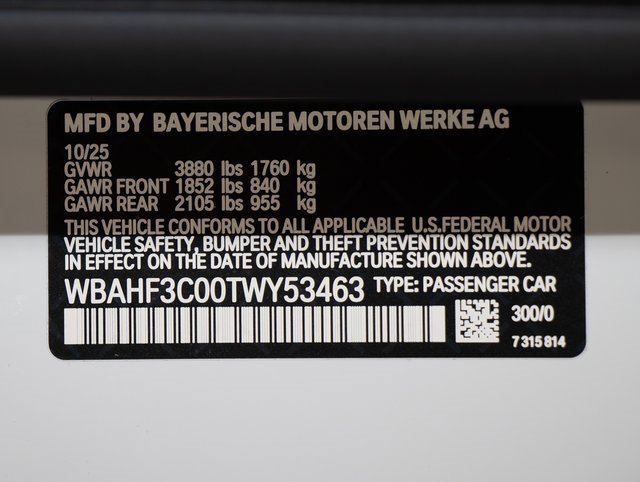 MFD BY BAYERISCHE MOTOREN WERKE AG
10/25
GVWR 3880 lbs 1760 kg
GAWR FRONT 1852 lbs 840 kg
GAWR REAR 2105 lbs 955 kg
THIS VEHICLE CONFORMS TO ALL APPLICABLE U.S.FEDERAL MOTOR
VEHICLE SAFETY, BUMPER AND THEFT PREVENTION STANDARDS
IN EFFECT ON THE DATE OF MANUFACTURE SHOWN ABOVE.
WBAHF3C00TWY53463 TYPE: PASSENGER CAR
300/0
7 315 814